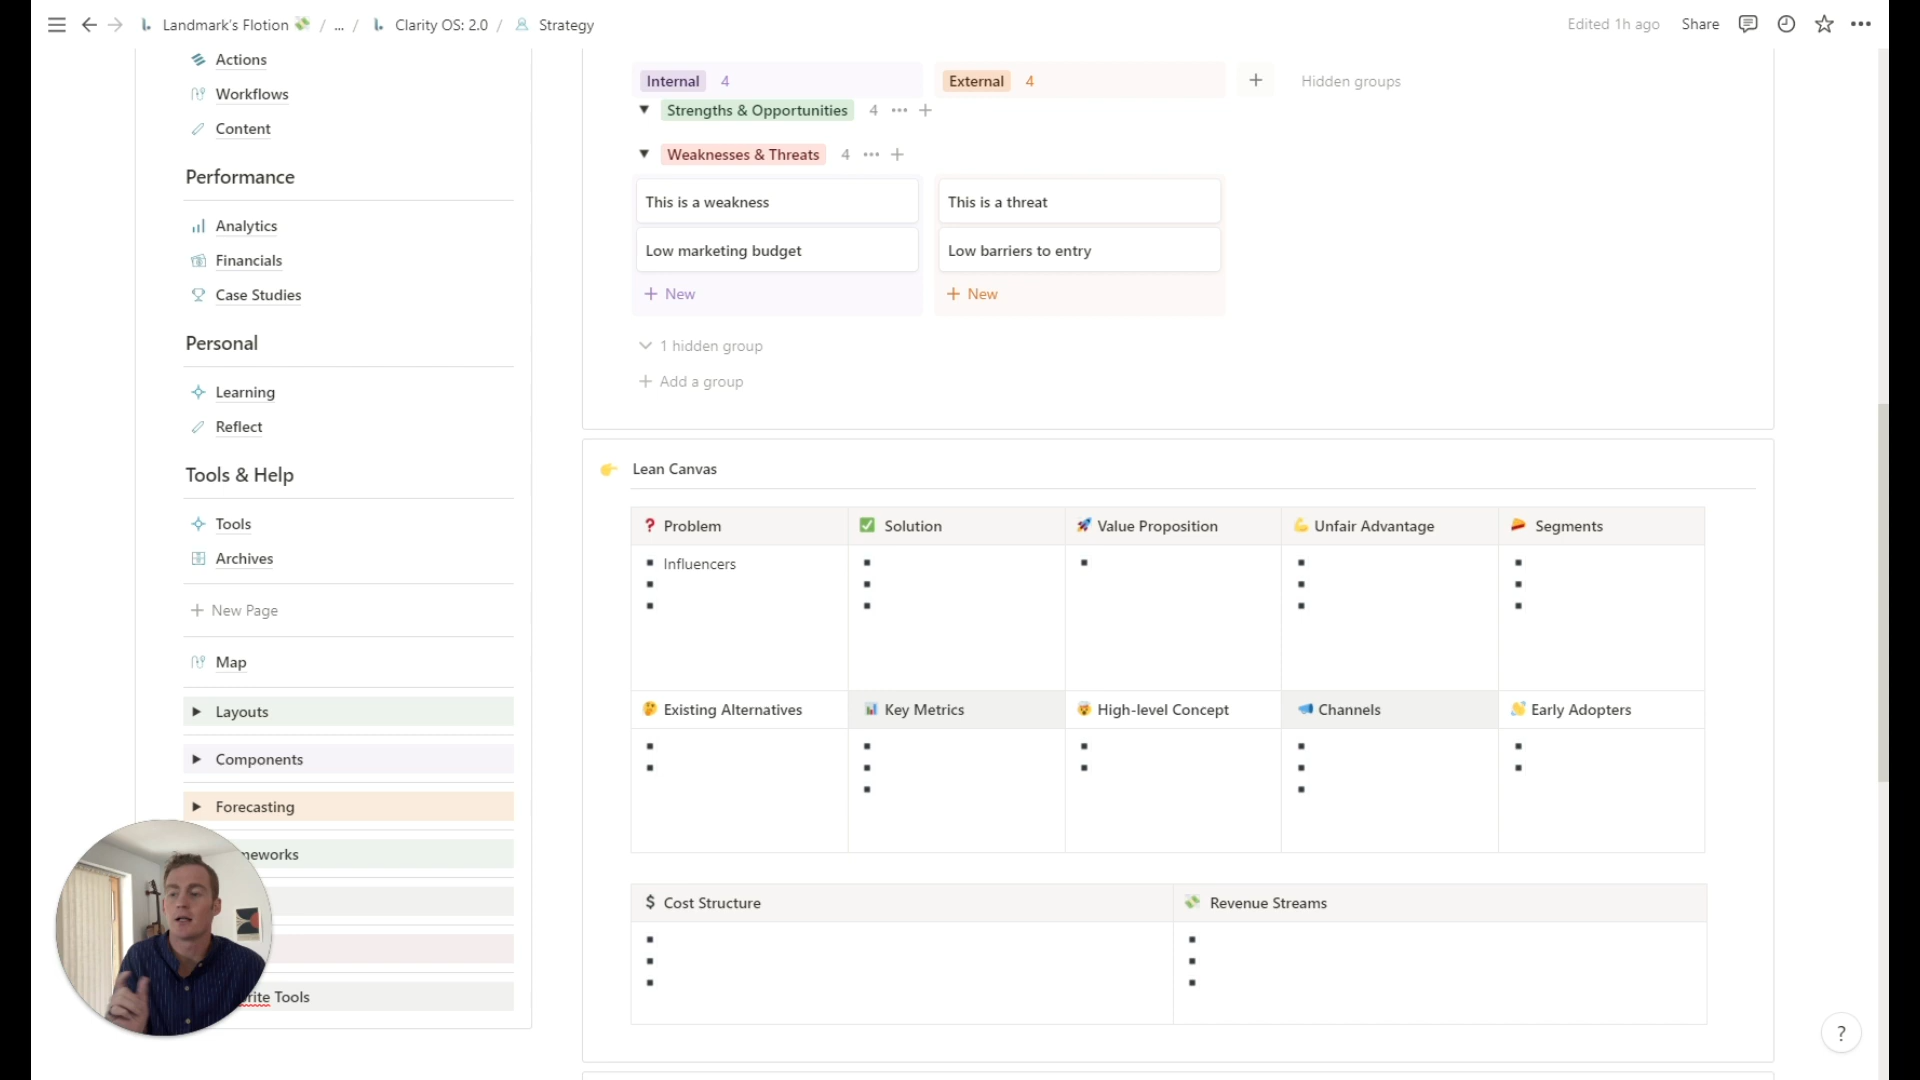 Landmark's Flotion / ... / Clarity OS: 2.0 / Strategy
Edited 1h ago Share
Actions
Workflows
Content
Performance
Analytics
Financials
Case Studies
Personal
Learning
Reflect
Tools & Help
Tools
Archives
+ New Page
Map
Layouts
Components
Forecasting
meworks
rite Tools
Internal 4 External 4 + Hidden groups
Strengths & Opportunities 4 ... +
Weaknesses & Threats 4 ... +
This is a weakness This is a threat
Low marketing budget Low barriers to entry
+ New + New
1 hidden group
+ Add a group
Lean Canvas
Problem Solution Value Proposition Unfair Advantage Segments
Influencers
Existing Alternatives Key Metrics High-level Concept Channels Early Adopters
$ Cost Structure Revenue Streams
?